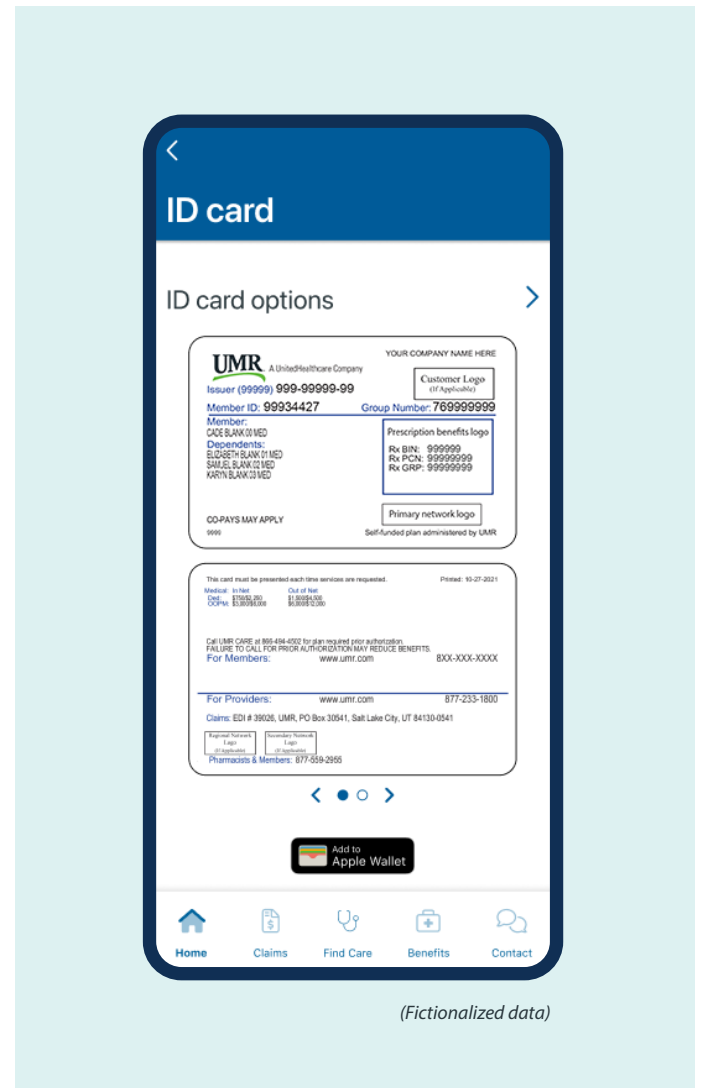 ID card
ID card options
UMR A UnitedHealthcare Company
YOUR COMPANY NAME HERE
Customer Logo
(If Applicable)
Issuer (99999) 999-99999-99
Member ID: 99934427 Group Number: 769999999
Member:
CADE BLANK 00 MED
Dependents:
ELIZABETH BLANK 01 MED
SAMUEL BLANK 02 MED
KARYN BLANK 03 MED
Prescription benefits logo
Rx BIN: 999999
Rx PCN: 99999999
Rx GRP: 99999999
CO-PAYS MAY APPLY
9999
Primary network logo
Self-funded plan administered by UMR
This card must be presented each time services are requested. Printed: 10-27-2021
Medical: In Net Out of Net
Ded: $750/$2,250 $1,500/$4,500
OOPM: $3,000/$6,000 $6,000/$12,000
Call UMR CARE at 866-494-4502 for plan required prior authorization.
FAILURE TO CALL FOR PRIOR AUTHORIZATION MAY REDUCE BENEFITS.
For Members: www.umr.com 8XX-XXX-XXXX
For Providers: www.umr.com 877-233-1800
Claims: EDI # 39026, UMR, PO Box 30541, Salt Lake City, UT 84130-0541
Regional Network
Logo
(If Applicable)
Secondary Network
Logo
(If Applicable)
Pharmacists & Members: 877-559-2955
Add to
Apple Wallet
Home Claims Find Care Benefits Contact
(Fictionalized data)